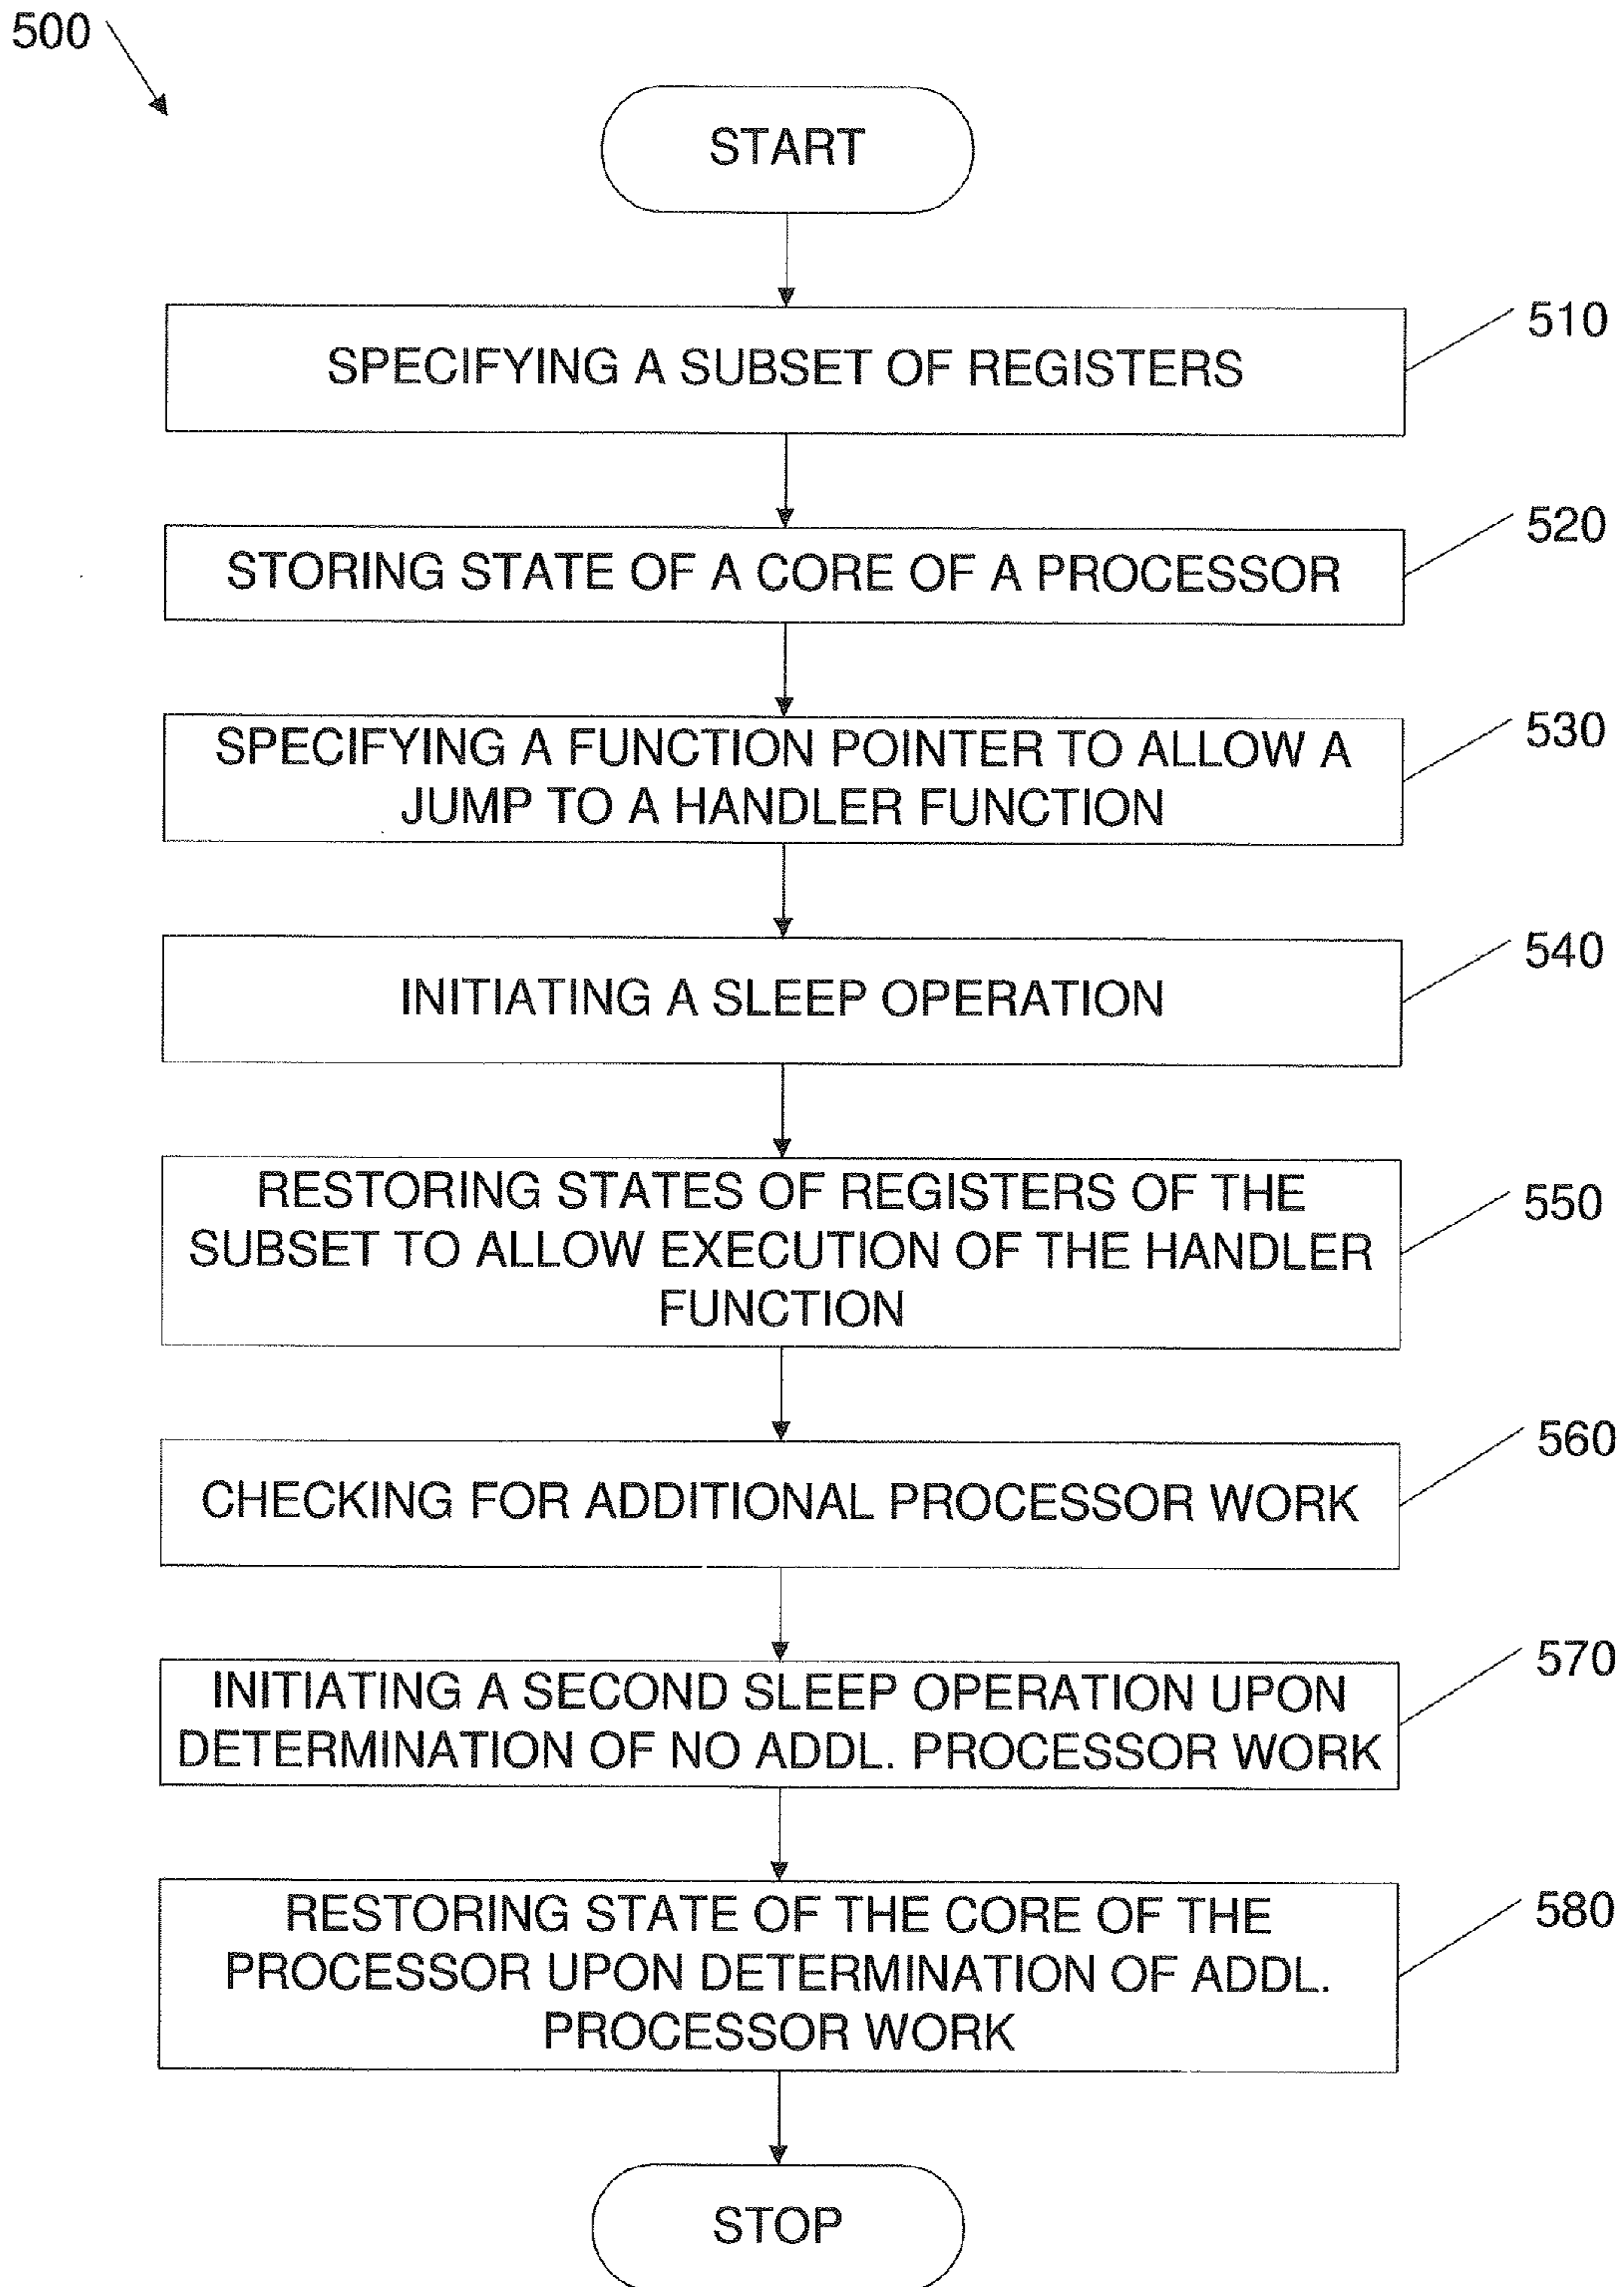 500
START
SPECIFYING A SUBSET OF REGISTERS
510
STORING STATE OF A CORE OF A PROCESSOR
520
SPECIFYING A FUNCTION POINTER TO ALLOW A
JUMP TO A HANDLER FUNCTION
530
INITIATING A SLEEP OPERATION
540
RESTORING STATES OF REGISTERS OF THE
SUBSET TO ALLOW EXECUTION OF THE HANDLER
FUNCTION
550
CHECKING FOR ADDITIONAL PROCESSOR WORK
560
INITIATING A SECOND SLEEP OPERATION UPON
DETERMINATION OF NO ADDL. PROCESSOR WORK
570
RESTORING STATE OF THE CORE OF THE
PROCESSOR UPON DETERMINATION OF ADDL.
PROCESSOR WORK
580
STOP